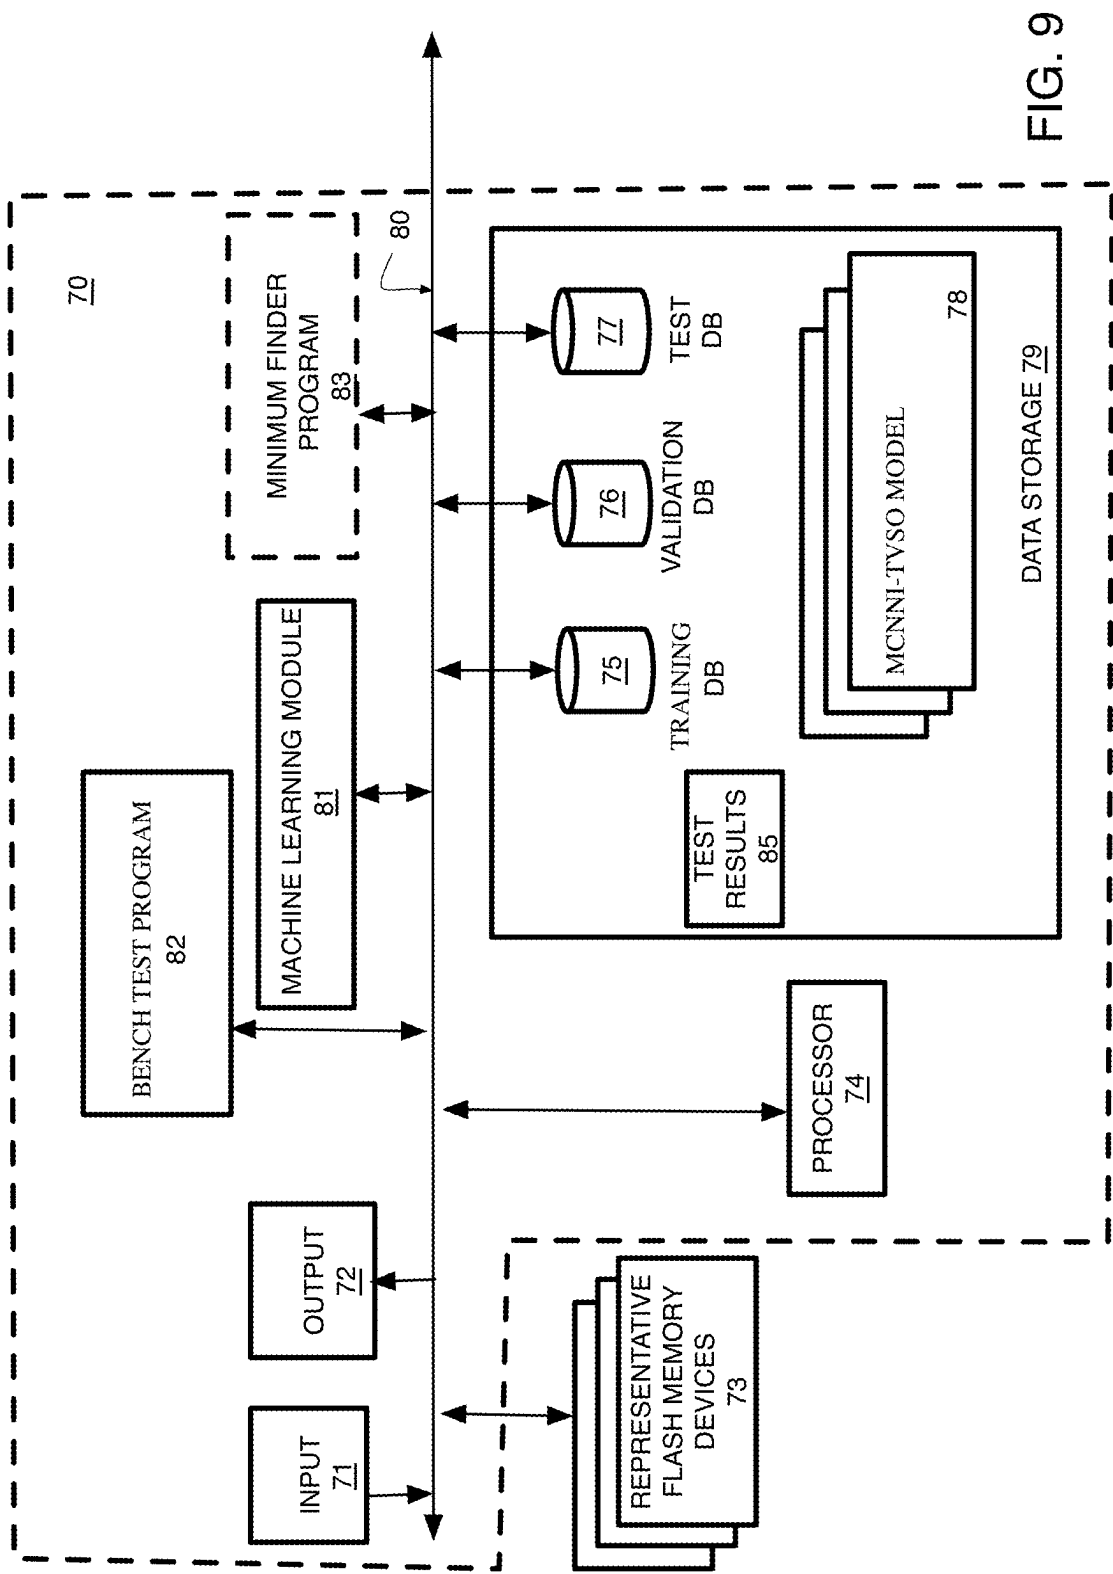 70
BENCH TEST PROGRAM
82
MINIMUM FINDER
PROGRAM
83
MACHINE LEARNING MODULE
81
INPUT
71
OUTPUT
72
80
REPRESENTATIVE
FLASH MEMORY
DEVICES
73
PROCESSOR
74
TEST
RESULTS
85
75
TRAINING
DB
76
VALIDATION
DB
77
TEST
DB
MCNNI-TVSO MODEL
78
DATA STORAGE 79
FIG. 9